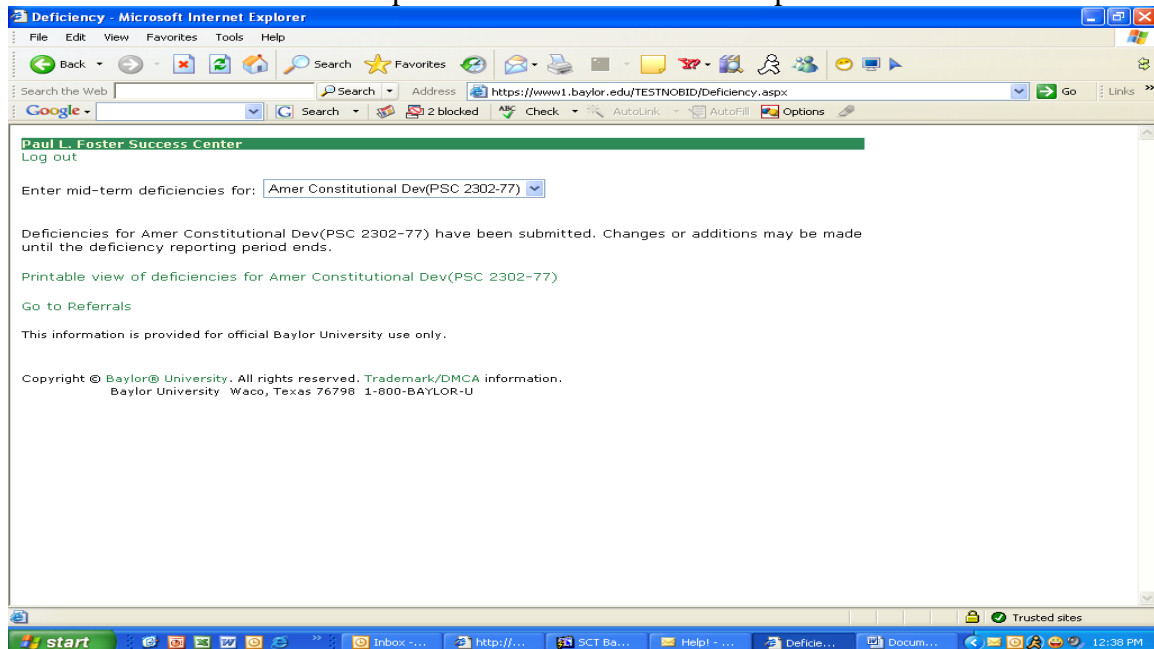 Deficiency - Microsoft Internet Explorer
File Edit View Favorites Tools Help
Back Search Favorites
Search the Web Search Address https://www1.baylor.edu/TESTNOBID/Deficiency.aspx Go Links »
Google Search 2 blocked Check AutoLink AutoFill Options
Paul L. Foster Success Center
Log out
Enter mid-term deficiencies for: Amer Constitutional Dev(PSC 2302-77)
Deficiencies for Amer Constitutional Dev(PSC 2302-77) have been submitted. Changes or additions may be made
until the deficiency reporting period ends.
Printable view of deficiencies for Amer Constitutional Dev(PSC 2302-77)
Go to Referrals
This information is provided for official Baylor University use only.
Copyright © Baylor® University. All rights reserved. Trademark/DMCA information.
Baylor University Waco, Texas 76798 1-800-BAYLOR-U
Trusted sites
start » Inbox -... http://... SCT Ba... Help! - ... Deficie... Docum... 12:38 PM